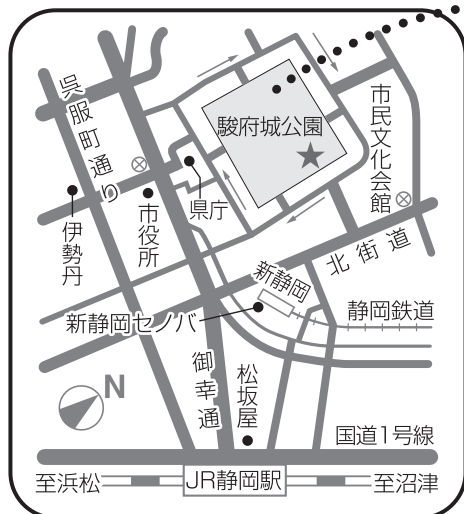 呉服町通り
駿府城公園
市民文化会館
県庁
市役所
伊勢丹
北街道
新静岡
静岡鉄道
新静岡セノバ
御幸通
松坂屋
N
国道1号線
至浜松
JR静岡駅
至沼津